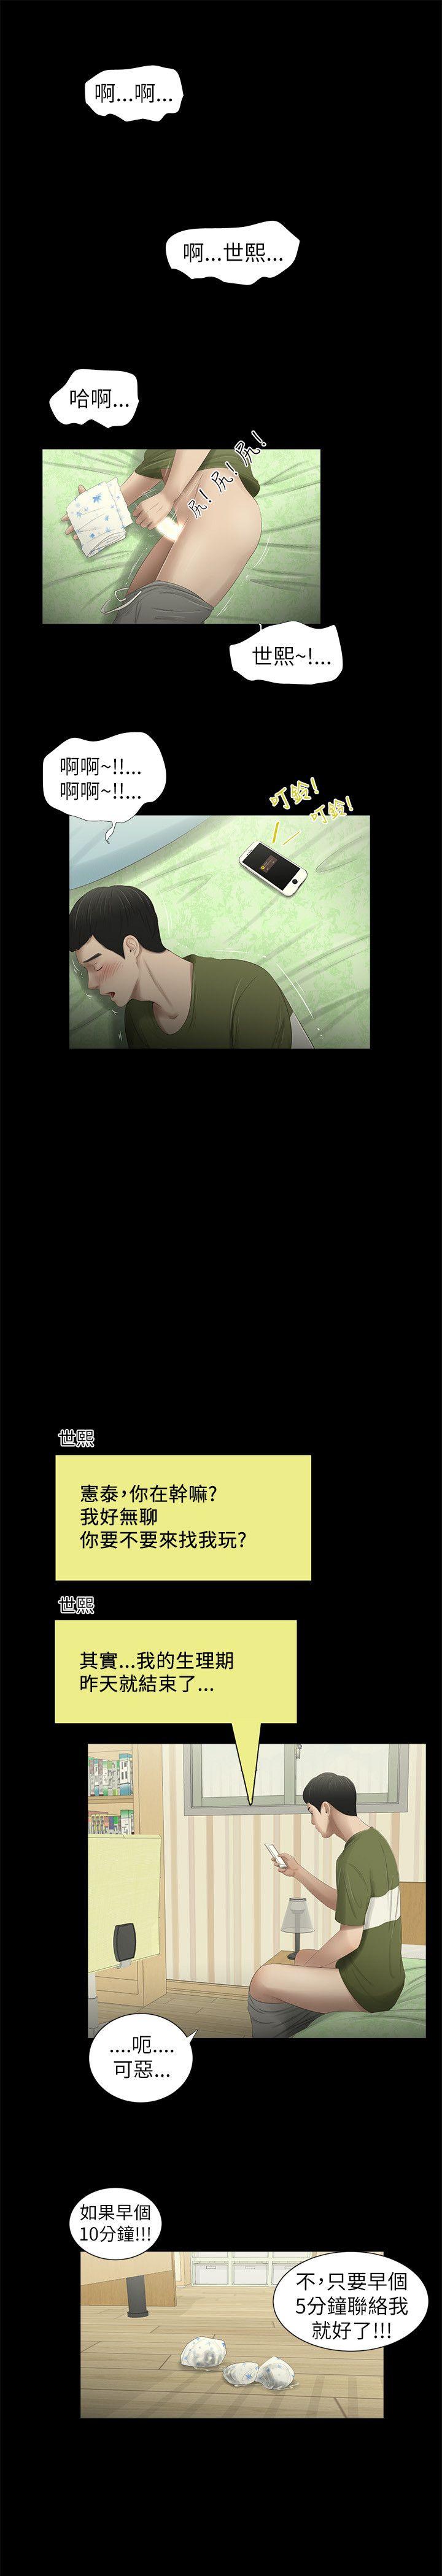 啊...啊...
啊...世熙...
哈啊...
尻! 尻! 尻!
世熙~!...
啊啊~!!...
啊啊~!!...
叮鈴!
叮鈴!
世熙
憲泰,你在幹嘛?
我好無聊
你要不要來找我玩?
世熙
其實...我的生理期
昨天就結束了...
....呃....
可惡...
如果早個
10分鐘!!!
不,只要早個
5分鐘聯絡我
就好了!!!